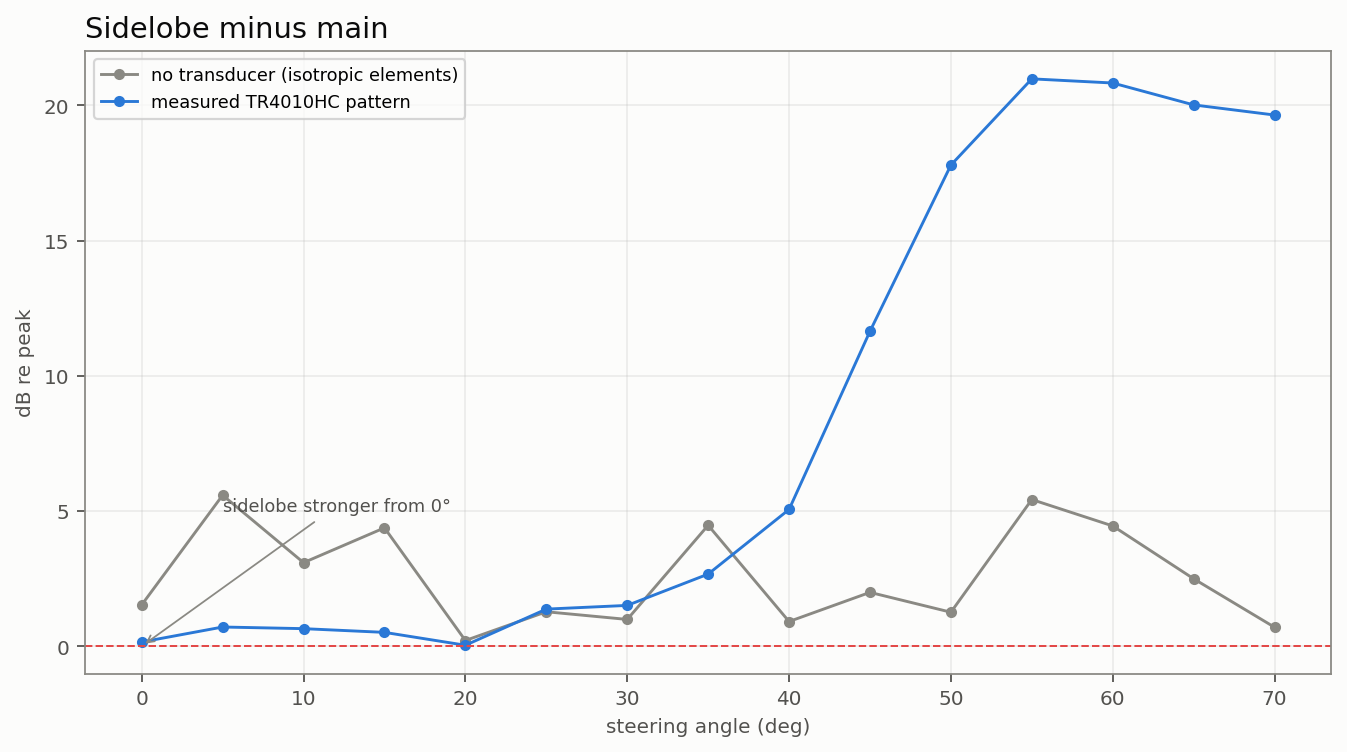 Sidelobe minus main
no transducer (isotropic elements)
measured TR4010HC pattern
sidelobe stronger from 0°
dB re peak
20
15
10
5
0
0 10 20 30 40 50 60 70
steering angle (deg)